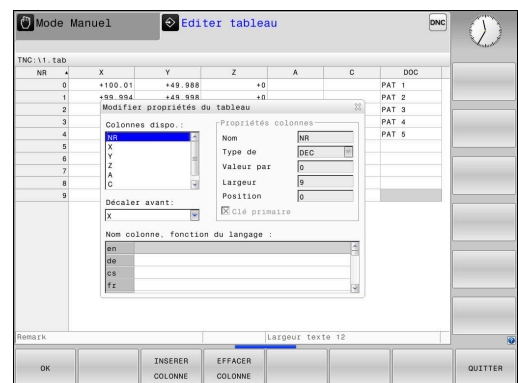 Mode Manuel
Editer tableau
DNC
TNC:\1.tab
NR X Y Z A C DOC
0 +100.01 +49.988 +0 PAT 1
1 +99.994 +49.998 +0 PAT 2
2 PAT 3
3 PAT 4
4 PAT 5
5
6
7
8
9
Modifier propriétés du tableau
Colonnes dispo.:
NR
X
Y
Z
A
C
Décaler avant:
X
Propriétés colonnes
Nom NR
Type de DEC
Valeur par 0
Largeur 9
Position 0
Clé primaire
Nom colonne, fonction du langage :
en
de
cs
fr
Remark
Largeur texte 12
OK
INSERER COLONNE
EFFACER COLONNE
QUITTER